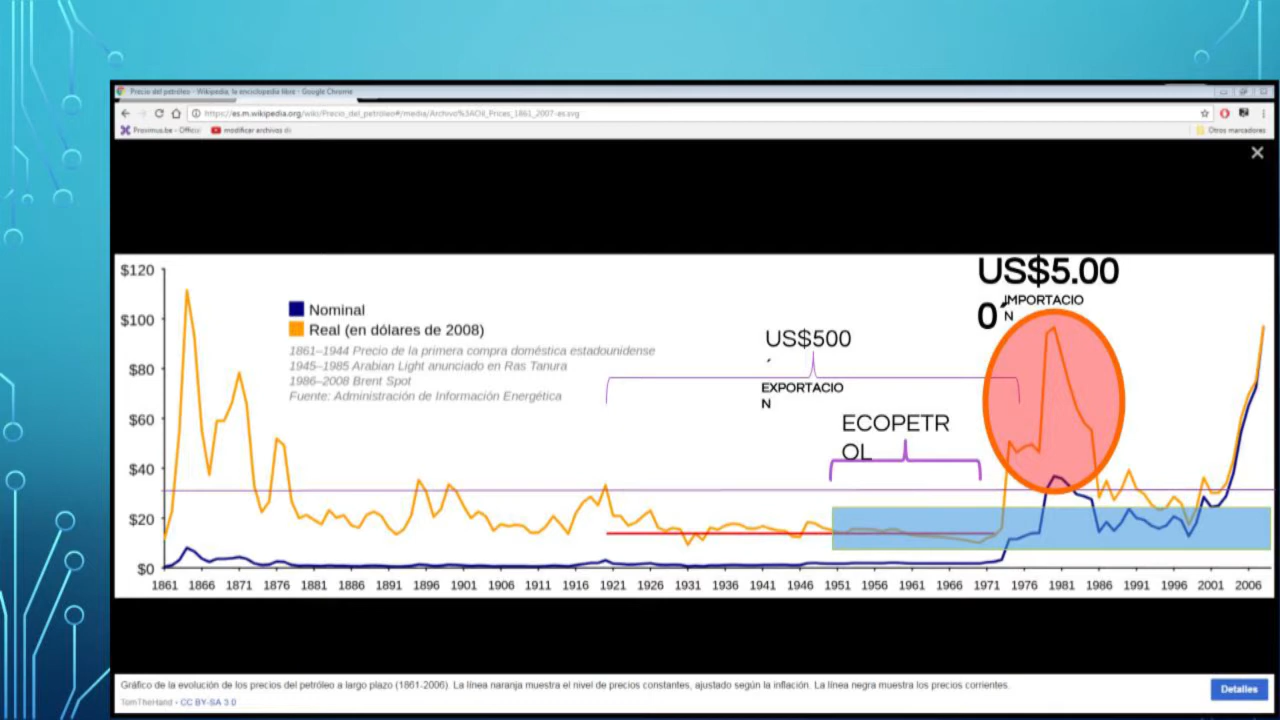 Precio del petróleo - Wikipedia, la enciclopedia libre - Google Chrome
https://es.m.wikipedia.org/wiki/Precio_del_petróleo#/media/Archivo%3AOil_Prices_1861_2007-es.svg
Proximus.be - Offici
modificar archivos di
Otros marcadores
$120
$100
$80
$60
$40
$20
$0
Nominal
Real (en dólares de 2008)
1861–1944 Precio de la primera compra doméstica estadounidense
1945–1985 Arabian Light anunciado en Ras Tanura
1986–2008 Brent Spot
Fuente: Administración de Información Energética
US$500
´
EXPORTACIO
N
ECOPETR
OL
US$5.00
0´
IMPORTACIO
N
1861 1866 1871 1876 1881 1886 1891 1896 1901 1906 1911 1916 1921 1926 1931 1936 1941 1946 1951 1956 1961 1966 1971 1976 1981 1986 1991 1996 2001 2006
Gráfico de la evolución de los precios del petróleo a largo plazo (1861-2006). La línea naranja muestra el nivel de precios constantes, ajustado según la inflación. La línea negra muestra los precios corrientes.
TomTheHand - CC BY-SA 3.0
Detalles